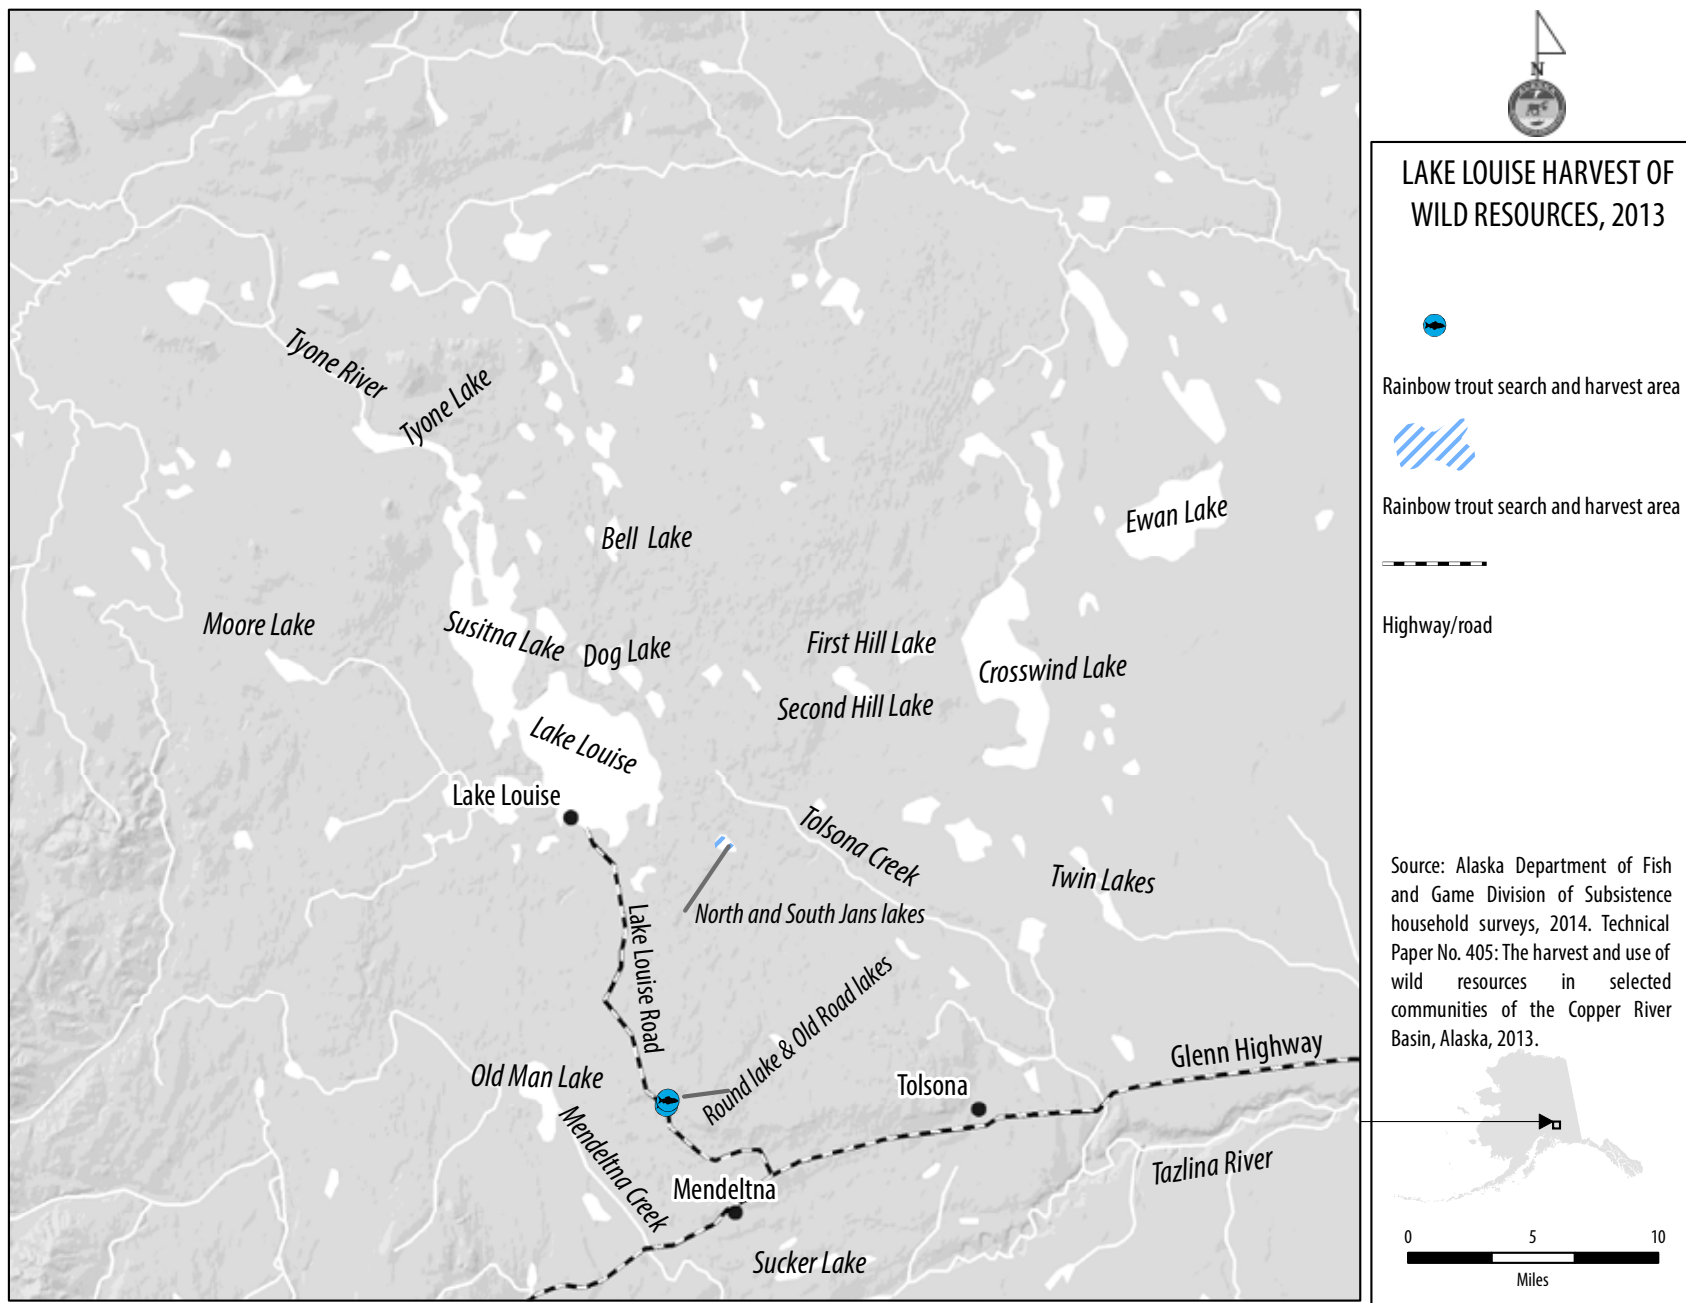 N
ALASKA
LAKE LOUISE HARVEST OF
WILD RESOURCES, 2013
Rainbow trout search and harvest area
Rainbow trout search and harvest area
Highway/road
Source: Alaska Department of Fish
and Game Division of Subsistence
household surveys, 2014. Technical
Paper No. 405: The harvest and use of
wild resources in selected
communities of the Copper River
Basin, Alaska, 2013.
0 5 10
Miles
Tyone River
Tyone Lake
Ewan Lake
Bell Lake
Moore Lake
Susitna Lake
Dog Lake
First Hill Lake
Crosswind Lake
Second Hill Lake
Lake Louise
Lake Louise
Tolsona Creek
Twin Lakes
North and South Jans lakes
Lake Louise Road
Round lake & Old Road lakes
Glenn Highway
Old Man Lake
Tolsona
Mendeltna Creek
Tazlina River
Mendeltna
Sucker Lake